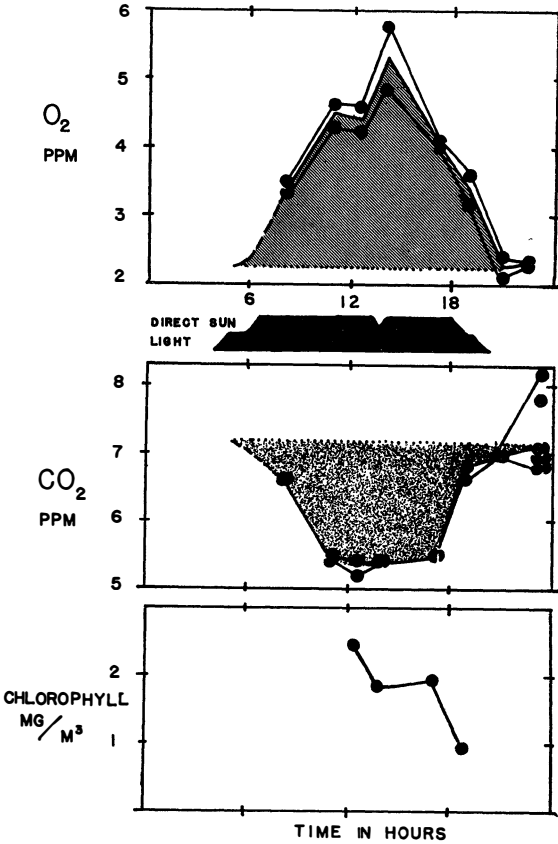 6
5
O₂
4
PPM
3
2
6 12 18
DIRECT SUN
LIGHT
8
7
CO₂
6
PPM
5
2
CHLOROPHYLL
MG/M³
1
TIME IN HOURS